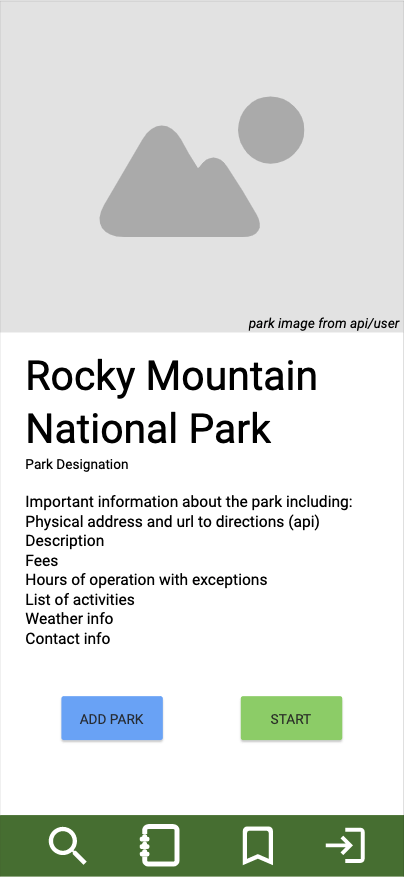 park image from api/user
Rocky Mountain
National Park
Park Designation
Important information about the park including:
Physical address and url to directions (api)
Description
Fees
Hours of operation with exceptions
List of activities
Weather info
Contact info
ADD PARK
START